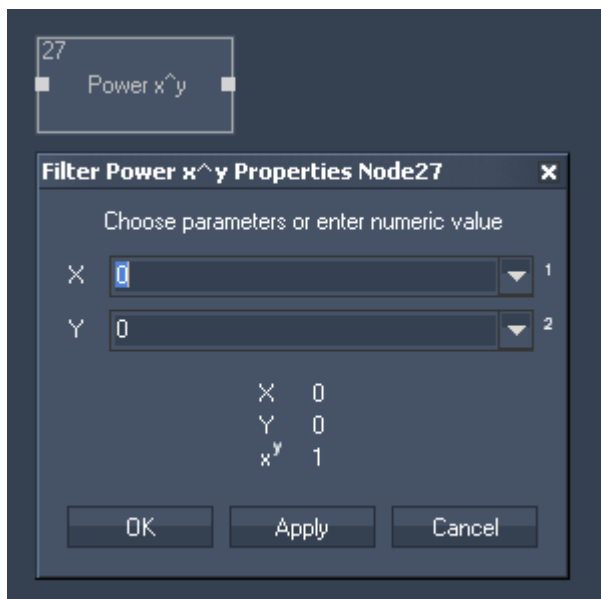 27
Power x^y
Filter Power x^y Properties Node27
Choose parameters or enter numeric value
X 0 1
Y 0 2
X 0
Y 0
x^y 1
OK Apply Cancel